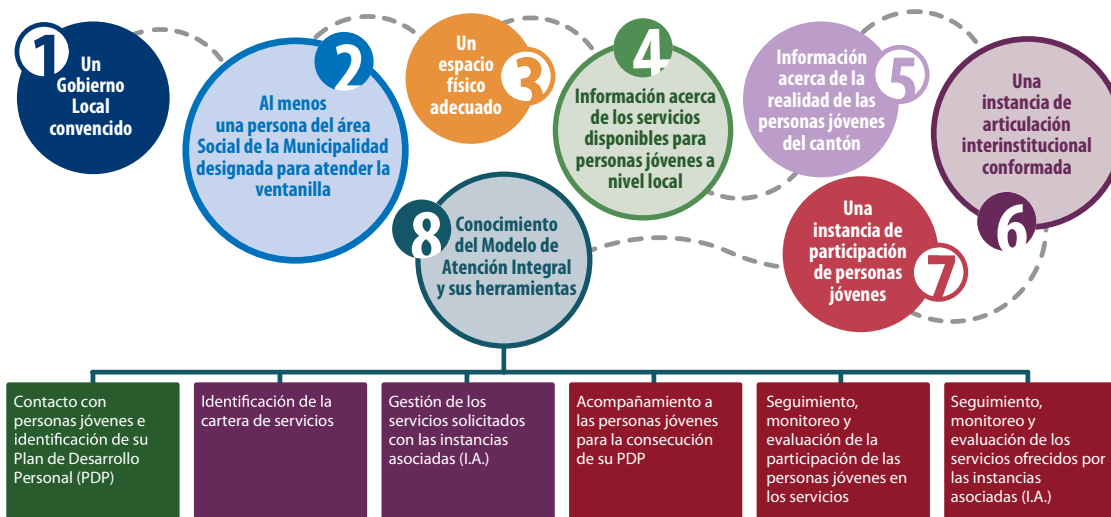 1
Un
Gobierno
Local
convencido
2
Al menos
una persona del área
Social de la Municipalidad
designada para atender la
ventanilla
Un
espacio
físico
adecuado
3
4
Información acerca
de los servicios
disponibles para
personas jóvenes a
nivel local
Información
acerca de la
realidad de las
personas jóvenes
del cantón
5
Una
instancia de
articulación
interinstitucional
conformada
6
Una
instancia de
participación
de personas
jóvenes
7
8
Conocimiento
del Modelo de
Atención Integral
y sus herramientas
Contacto con
personas jóvenes e
identificación de su
Plan de Desarrollo
Personal (PDP)
Identificación de la
cartera de servicios
Gestión de los
servicios solicitados
con las instancias
asociadas (I.A.)
Acompañamiento a
las personas jóvenes
para la consecución
de su PDP
Seguimiento,
monitoreo y
evaluación de la
participación de las
personas jóvenes en
los servicios
Seguimiento,
monitoreo y
evaluación de los
servicios ofrecidos por
las instancias
asociadas (I.A.)